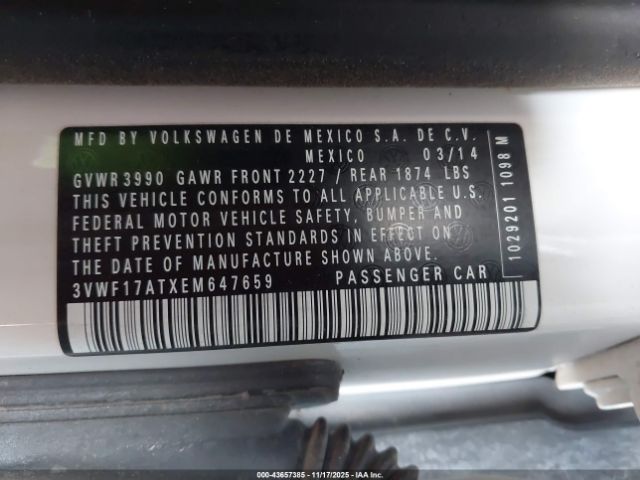 MFD BY VOLKSWAGEN DE MEXICO S.A. DE C.V.
MEXICO 03/14
GVWR 3990 GAWR FRONT 2227 / REAR 1874 LBS
THIS VEHICLE CONFORMS TO ALL APPLICABLE U.S.
FEDERAL MOTOR VEHICLE SAFETY, BUMPER AND
THEFT PREVENTION STANDARDS IN EFFECT ON
THE DATE OF MANUFACTURE SHOWN ABOVE.
3VWF17ATXEM647659 PASSENGER CAR
1029201 1098 M
000-43657385 - 11/17/2025 - IAAI.com